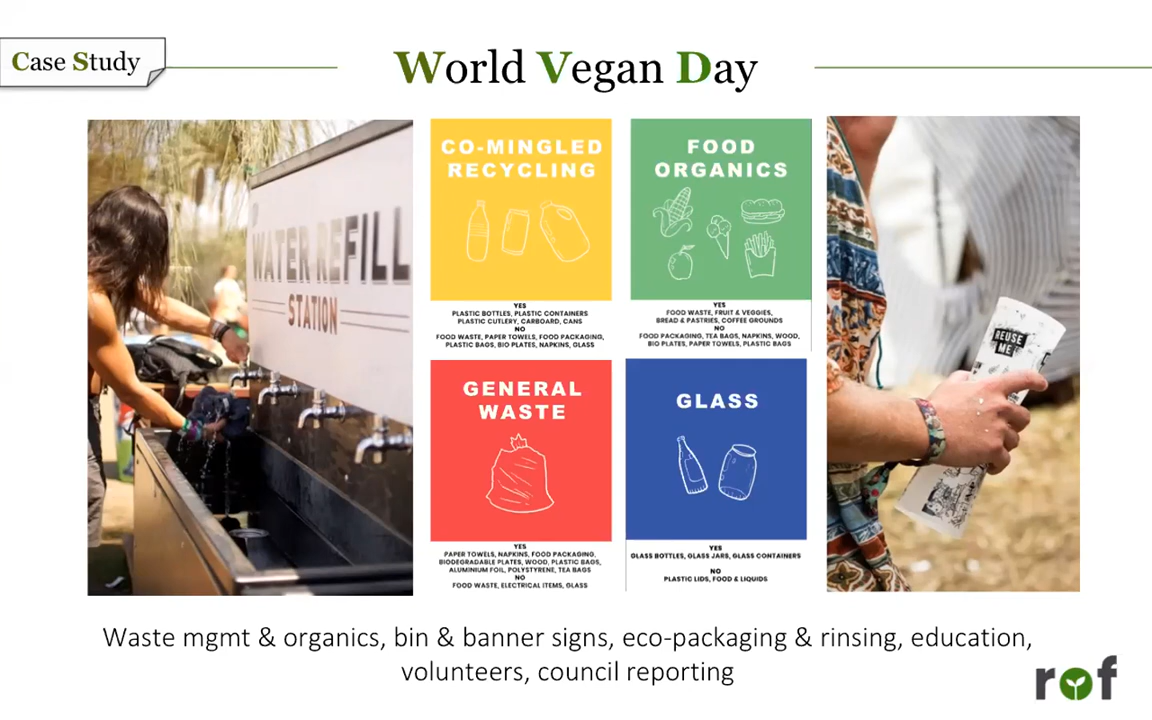 Case Study
World Vegan Day
WATER REFILL
STATION
CO-MINGLED
RECYCLING
YES
PLASTIC BOTTLES, PLASTIC CONTAINERS
PLASTIC CUTLERY, CARBOARD, CANS
NO
FOOD WASTE, PAPER TOWELS, FOOD PACKAGING,
PLASTIC BAGS, BIO PLATES, NAPKINS, GLASS
FOOD
ORGANICS
YES
FOOD WASTE, FRUIT & VEGGIES,
BREAD & PASTRIES, COFFEE GROUNDS
NO
FOOD PACKAGING, TEA BAGS, NAPKINS, WOOD,
BIO PLATES, PAPER TOWELS, PLASTIC BAGS
GENERAL
WASTE
YES
PAPER TOWELS, NAPKINS, FOOD PACKAGING,
BIODEGRADABLE PLATES, WOOD, PLASTIC BAGS,
ALUMINIUM FOIL, POLYSTYRENE, TEA BAGS
NO
FOOD WASTE, ELECTRICAL ITEMS, GLASS
GLASS
YES
GLASS BOTTLES, GLASS JARS, GLASS CONTAINERS
NO
PLASTIC LIDS, FOOD & LIQUIDS
REUSE
ME
Waste mgmt & organics, bin & banner signs, eco-packaging & rinsing, education,
volunteers, council reporting
rof